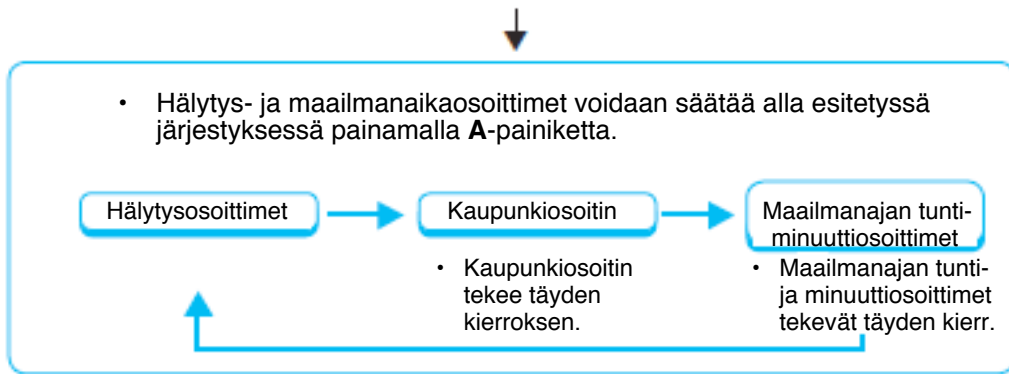 • Hälytys- ja maailmanaikaosoittimet voidaan säätää alla esitetyssä
järjestyksessä painamalla A-painiketta.
Hälytysosoittimet
Kaupunkiosoitin
Maailmanajan tunti-
minuuttiosoittimet
• Kaupunkiosoitin
tekee täyden
kierroksen.
• Maailmanajan tunti-
ja minuuttiosoittimet
tekevät täyden kierr.